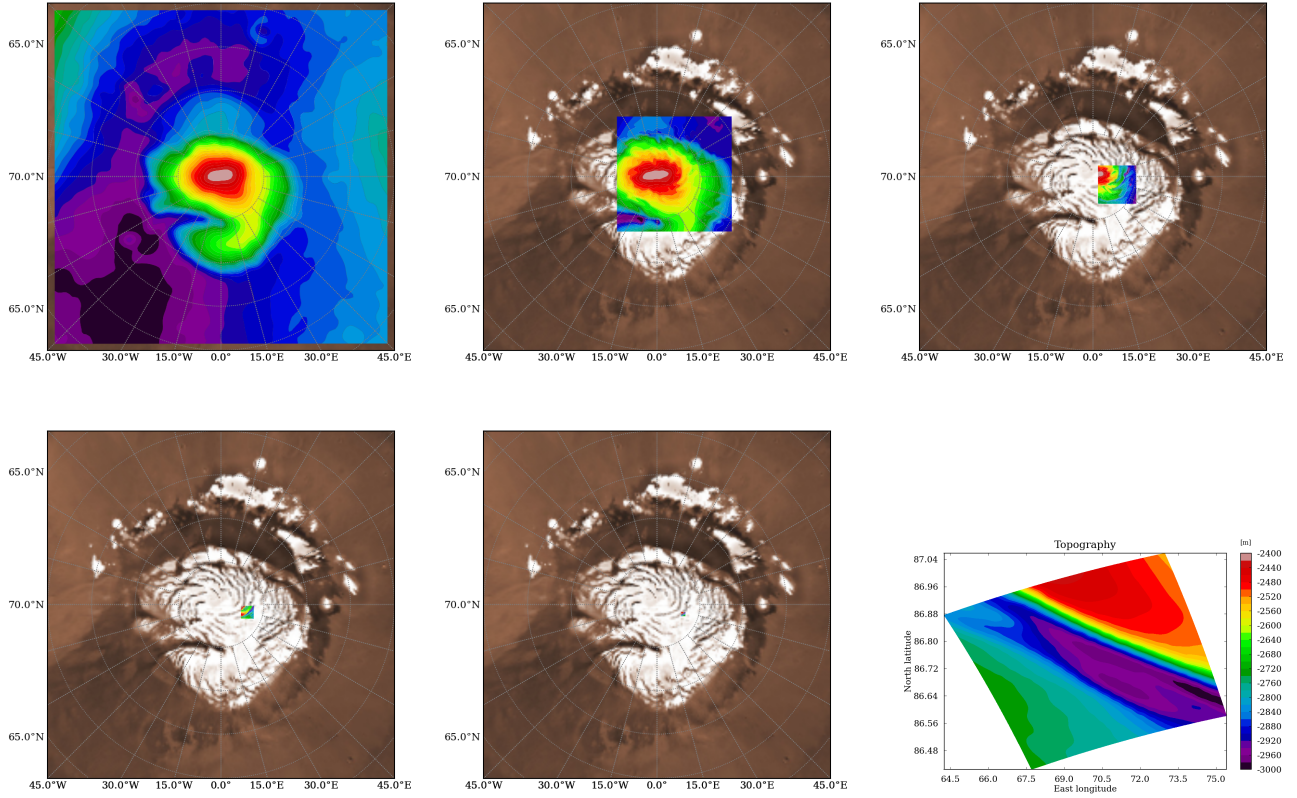 65.0°N
70.0°N
65.0°N
45.0°W 30.0°W 15.0°W 0.0° 15.0°E 30.0°E 45.0°E
65.0°N
70.0°N
65.0°N
45.0°W 30.0°W 15.0°W 0.0° 15.0°E 30.0°E 45.0°E
65.0°N
70.0°N
65.0°N
45.0°W 30.0°W 15.0°W 0.0° 15.0°E 30.0°E 45.0°E
65.0°N
70.0°N
65.0°N
45.0°W 30.0°W 15.0°W 0.0° 15.0°E 30.0°E 45.0°E
65.0°N
70.0°N
65.0°N
45.0°W 30.0°W 15.0°W 0.0° 15.0°E 30.0°E 45.0°E
Topography
North latitude
87.04
86.96
86.88
86.80
86.72
86.64
86.56
86.48
64.5 66.0 67.5 69.0 70.5 72.0 73.5 75.0
East longitude
[m]
-2400
-2440
-2480
-2520
-2560
-2600
-2640
-2680
-2720
-2760
-2800
-2840
-2880
-2920
-2960
-3000